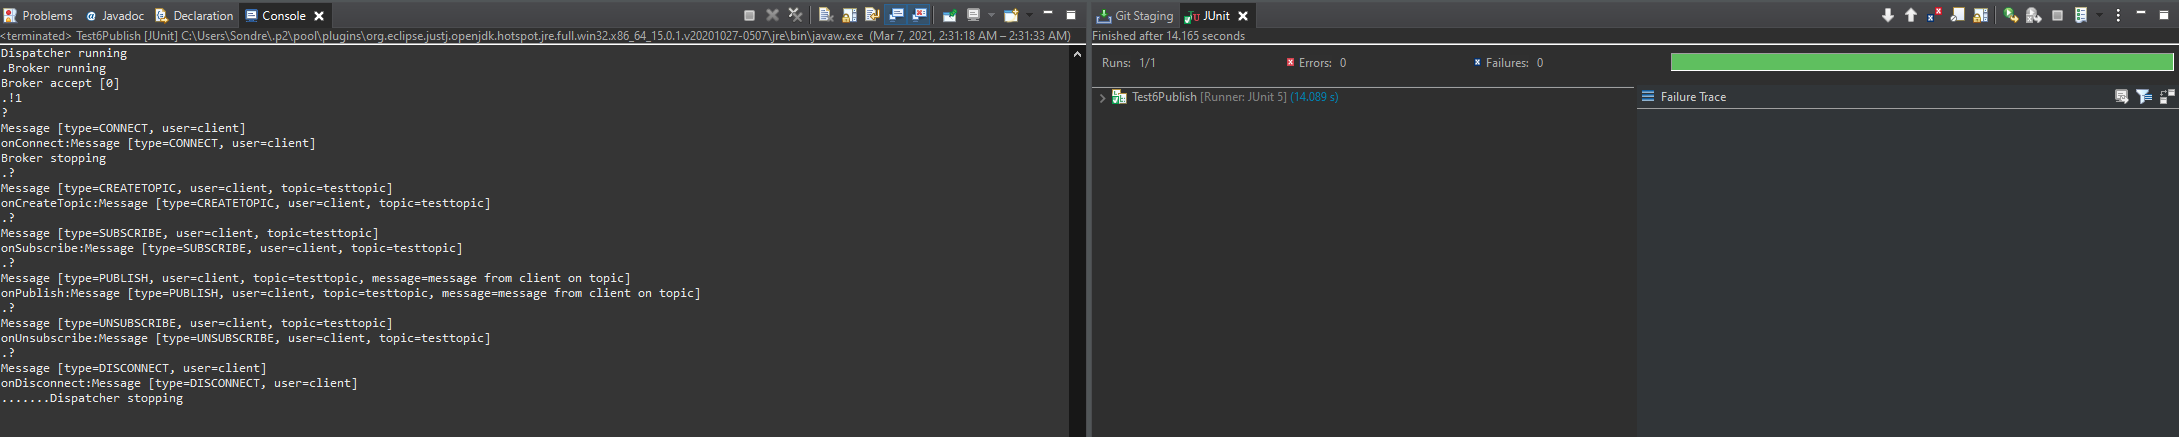 Problems Javadoc Declaration Console
<terminated> Test6Publish [JUnit] C:\Users\Sondre\.p2\pool\plugins\org.eclipse.justj.openjdk.hotspot.jre.full.win32.x86_64_15.0.1.v20201027-0507\jre\bin\javaw.exe (Mar 7, 2021, 2:31:18 AM – 2:31:33 AM)
Dispatcher running
.Broker running
Broker accept [0]
.!1
?
Message [type=CONNECT, user=client]
onConnect:Message [type=CONNECT, user=client]
Broker stopping
.?
Message [type=CREATETOPIC, user=client, topic=testtopic]
onCreateTopic:Message [type=CREATETOPIC, user=client, topic=testtopic]
.?
Message [type=SUBSCRIBE, user=client, topic=testtopic]
onSubscribe:Message [type=SUBSCRIBE, user=client, topic=testtopic]
.?
Message [type=PUBLISH, user=client, topic=testtopic, message=message from client on topic]
onPublish:Message [type=PUBLISH, user=client, topic=testtopic, message=message from client on topic]
.?
Message [type=UNSUBSCRIBE, user=client, topic=testtopic]
onUnsubscribe:Message [type=UNSUBSCRIBE, user=client, topic=testtopic]
.?
Message [type=DISCONNECT, user=client]
onDisconnect:Message [type=DISCONNECT, user=client]
.......Dispatcher stopping
Git Staging JUnit
Finished after 14.165 seconds
Runs: 1/1 Errors: 0 Failures: 0
Test6Publish [Runner: JUnit 5] (14.089 s)
Failure Trace